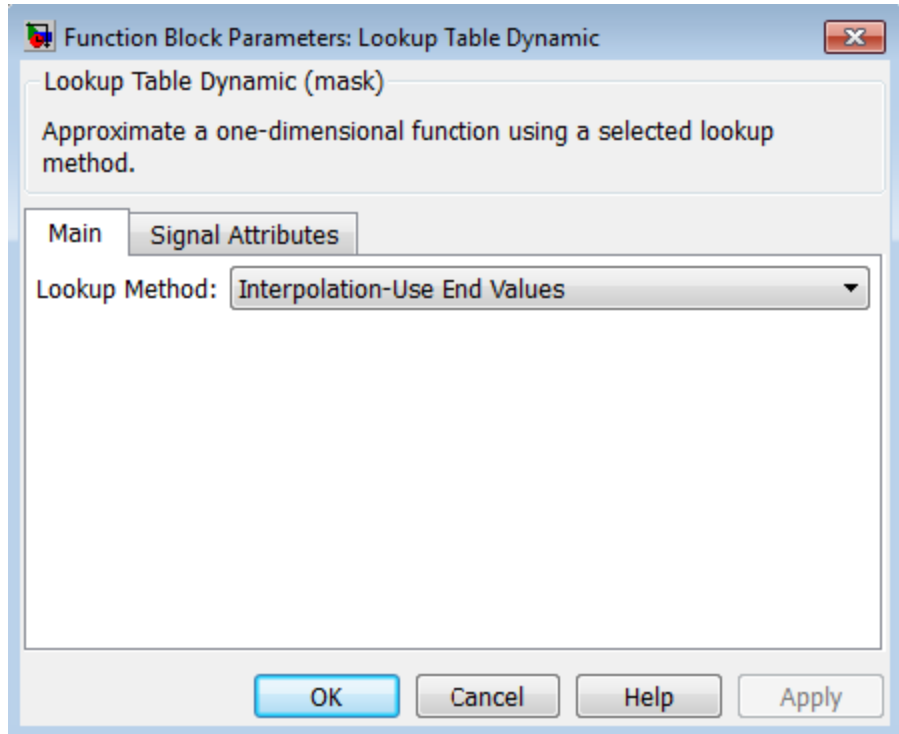 Function Block Parameters: Lookup Table Dynamic
Lookup Table Dynamic (mask)
Approximate a one-dimensional function using a selected lookup
method.
Main Signal Attributes
Lookup Method: Interpolation-Use End Values
OK Cancel Help Apply